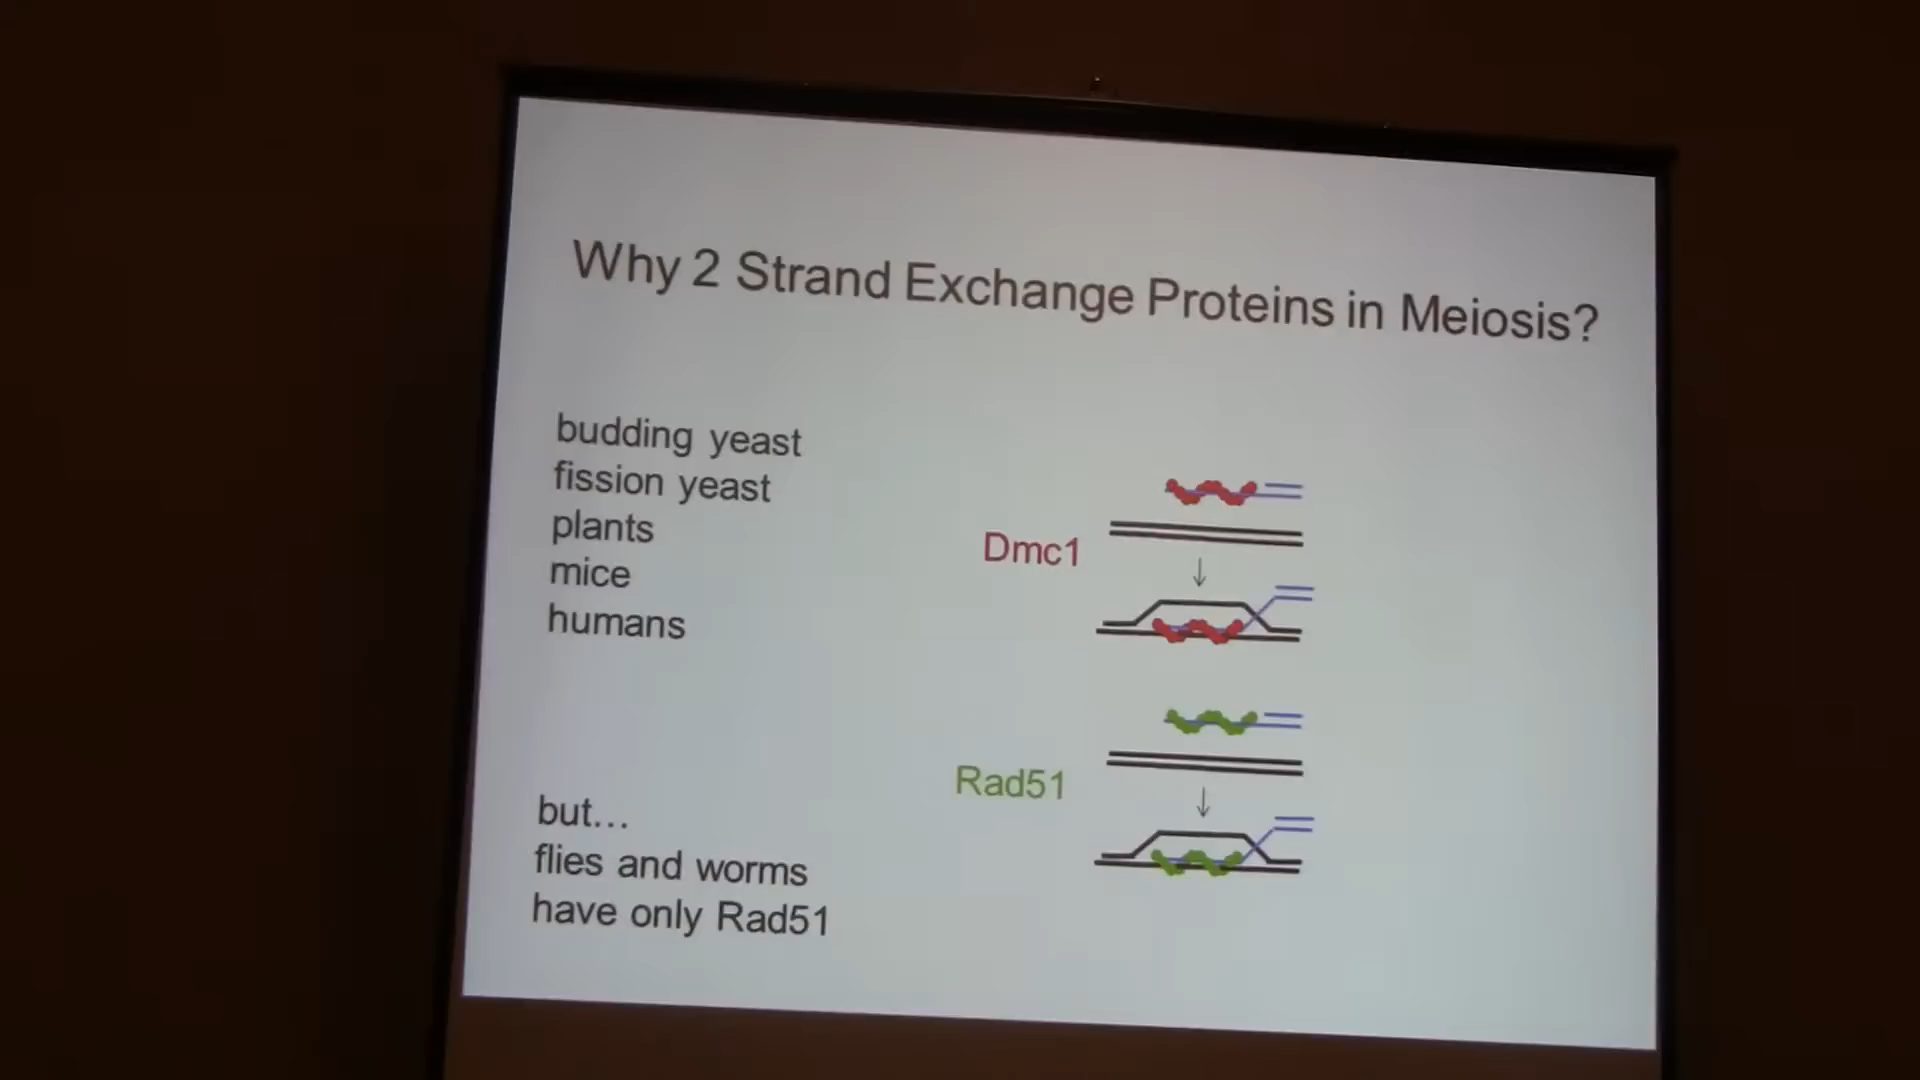 Why 2 Strand Exchange Proteins in Meiosis?
budding yeast
fission yeast
plants
mice
humans
Dmc1
Rad51
but...
flies and worms
have only Rad51